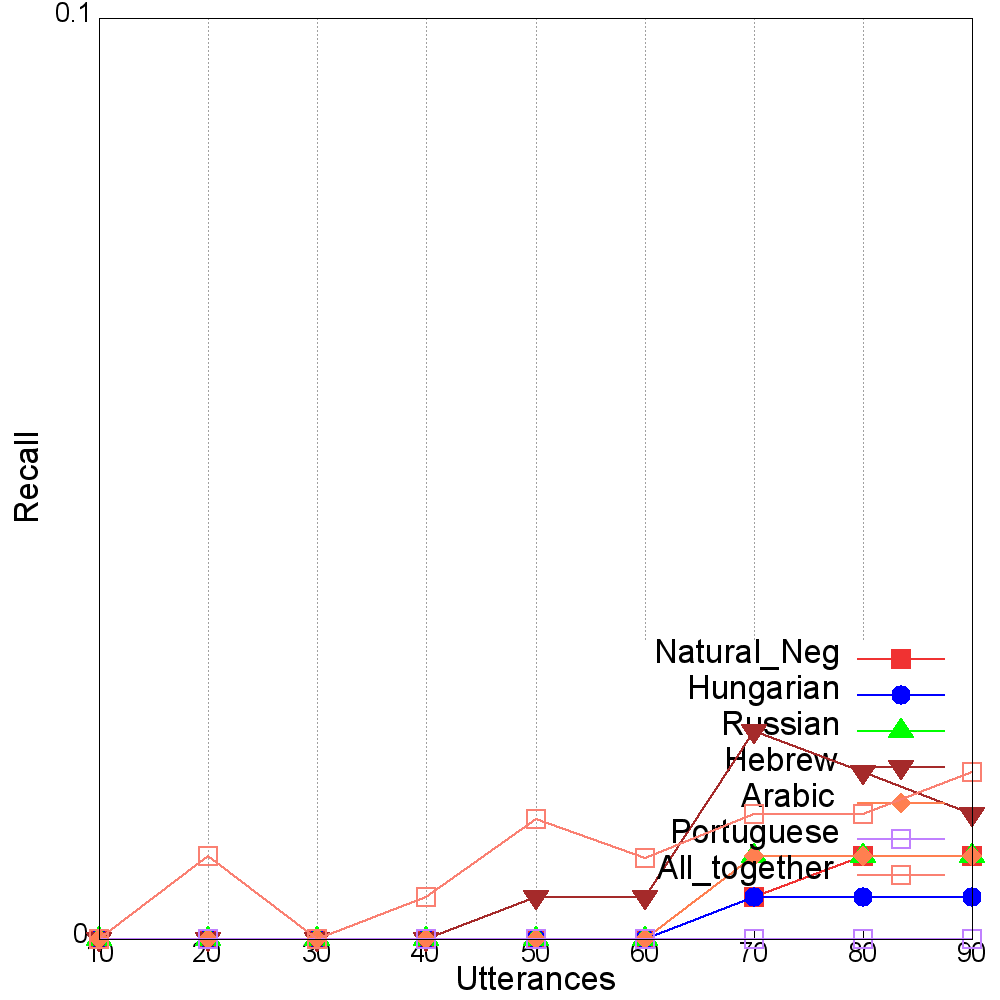 0.1
Recall
Natural_Neg
Hungarian
Russian
Hebrew
Arabic
Portuguese
All_together
0
10 20 30 40 50 60 70 80 90
Utterances